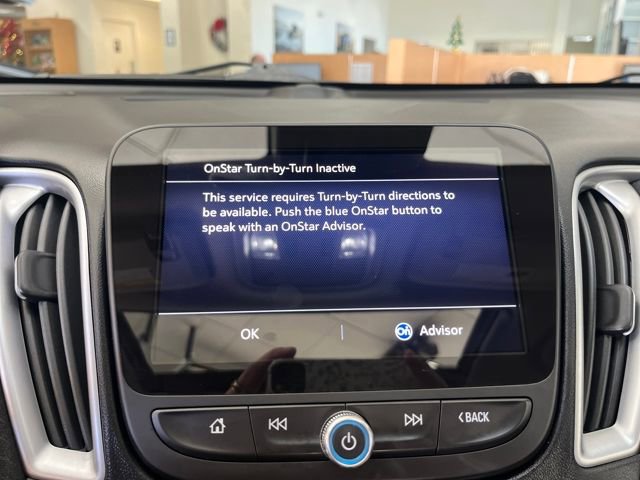 OnStar Turn-by-Turn Inactive
This service requires Turn-by-Turn directions to
be available. Push the blue OnStar button to
speak with an OnStar Advisor.
OK
On Advisor
BACK